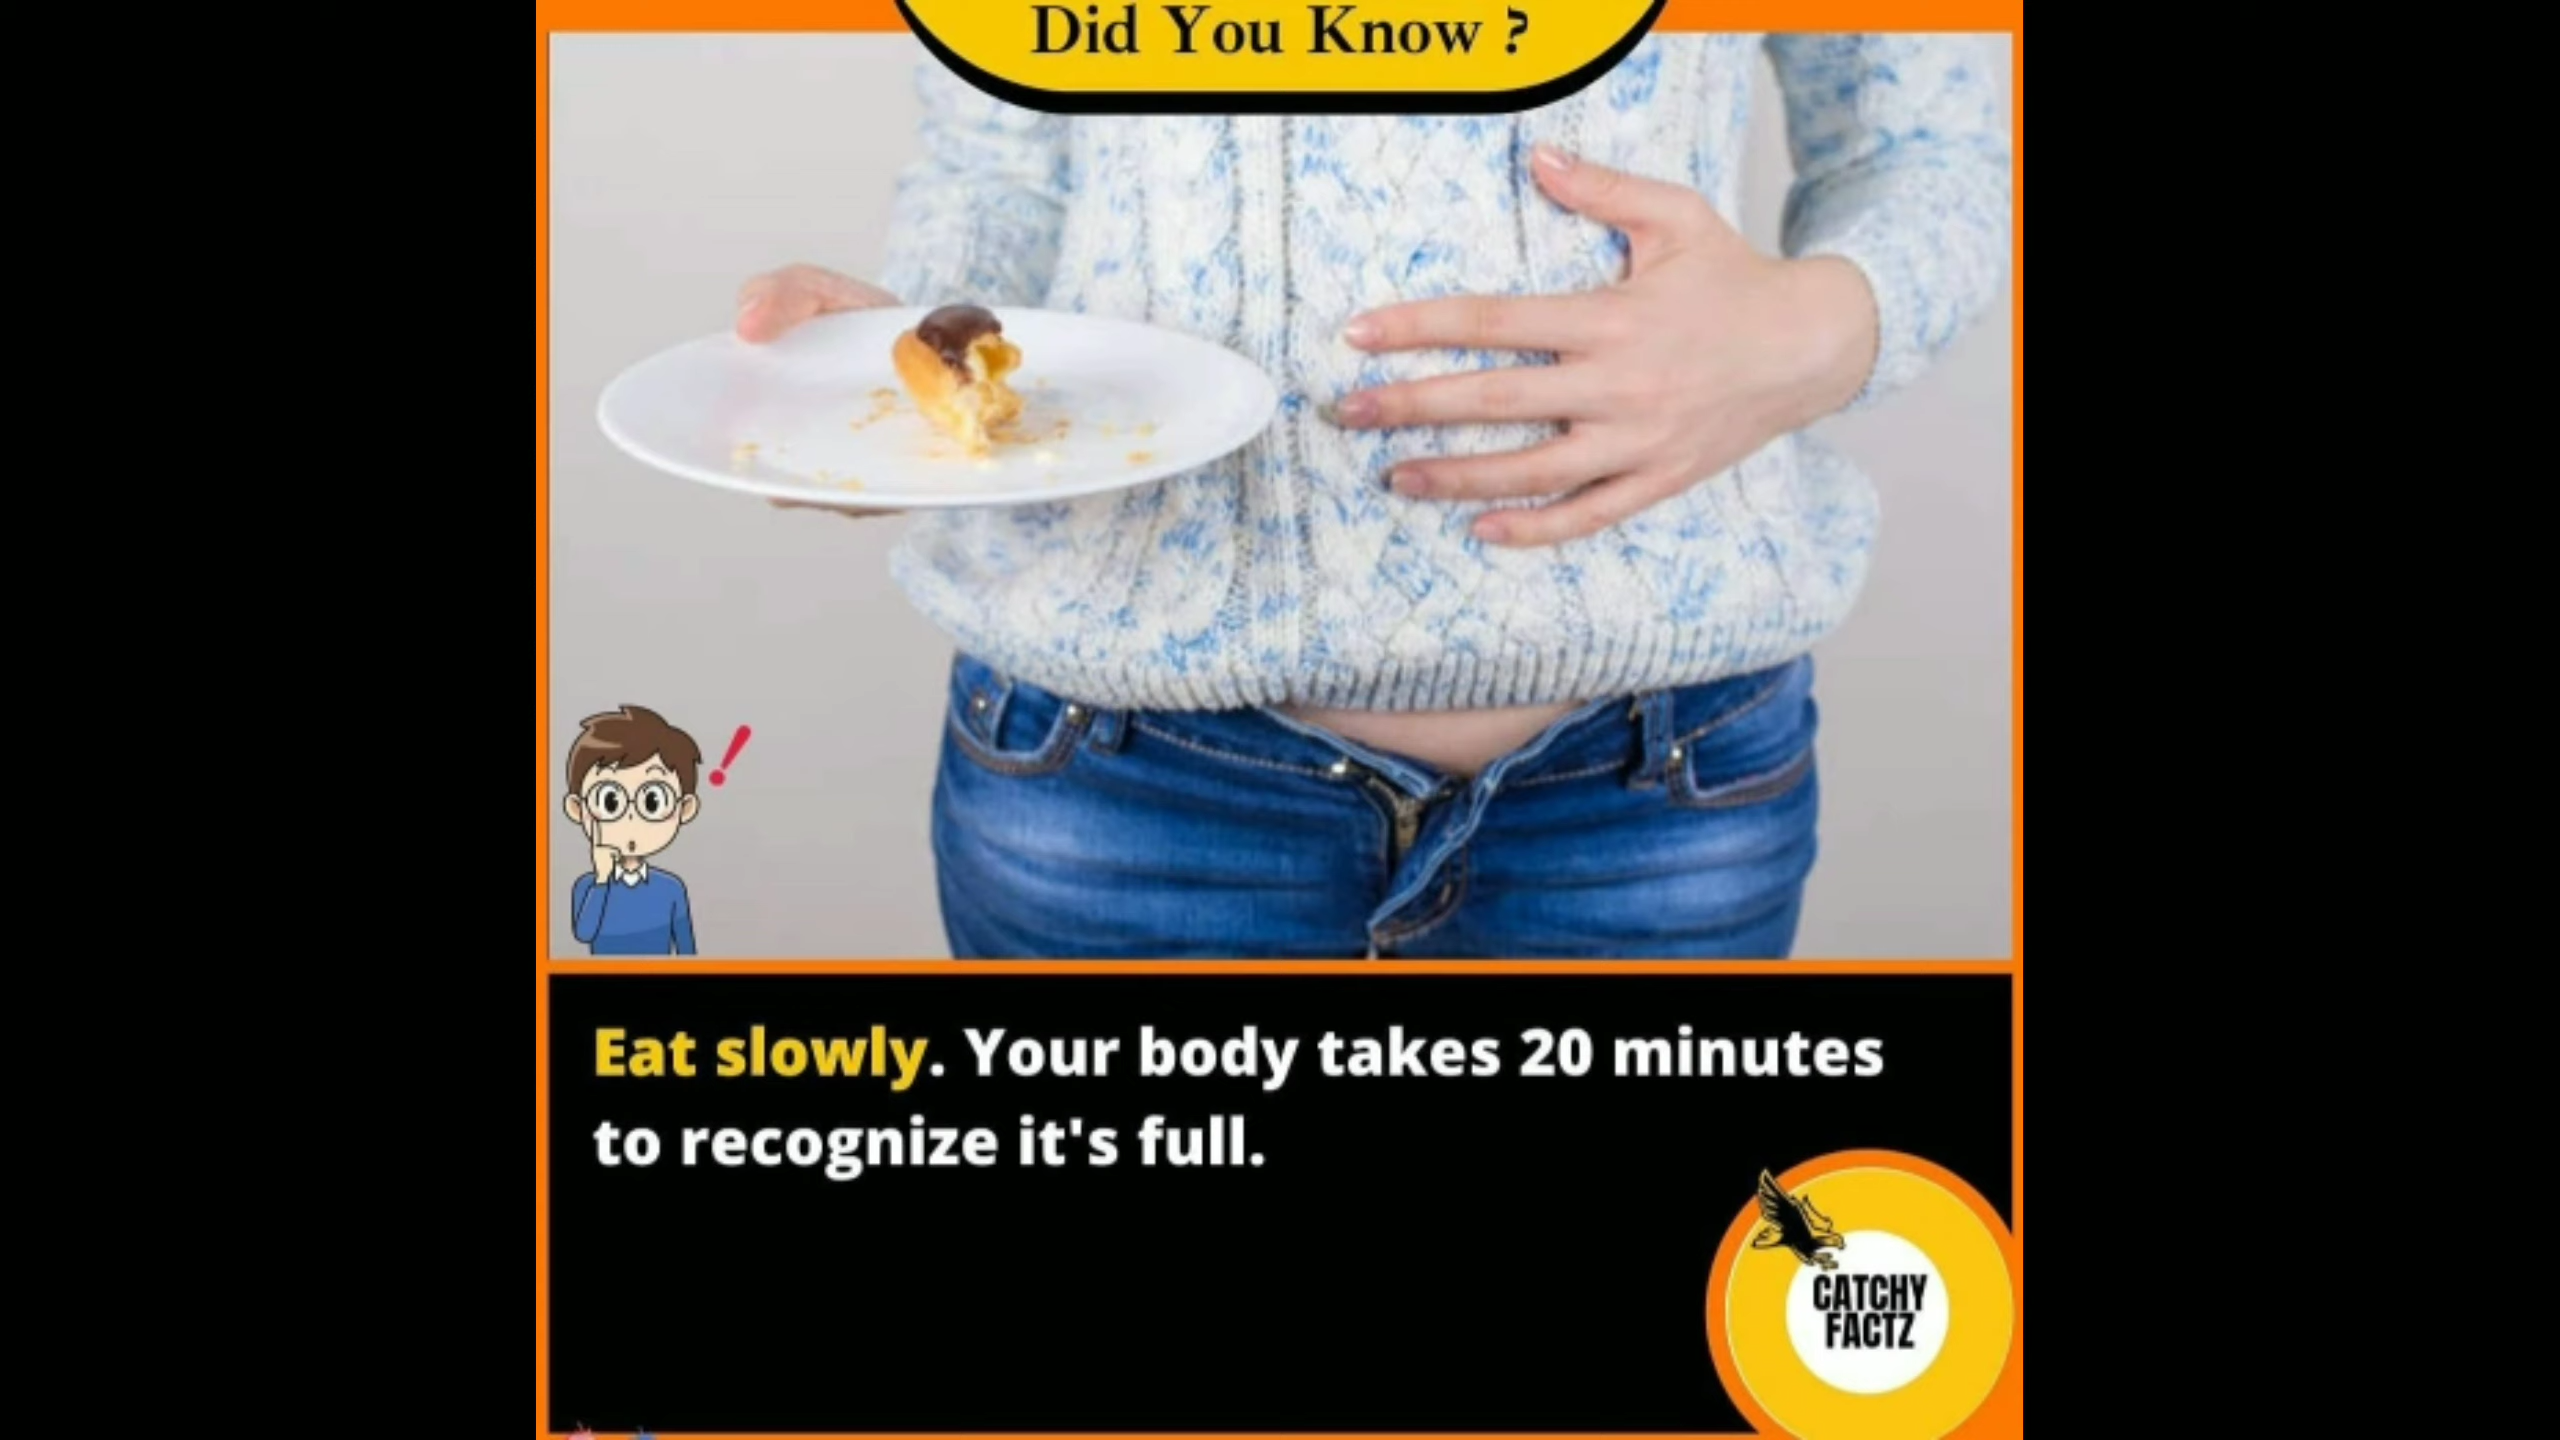 Did You Know ?
Eat slowly. Your body takes 20 minutes
to recognize it's full.
CATCHY
FACTZ